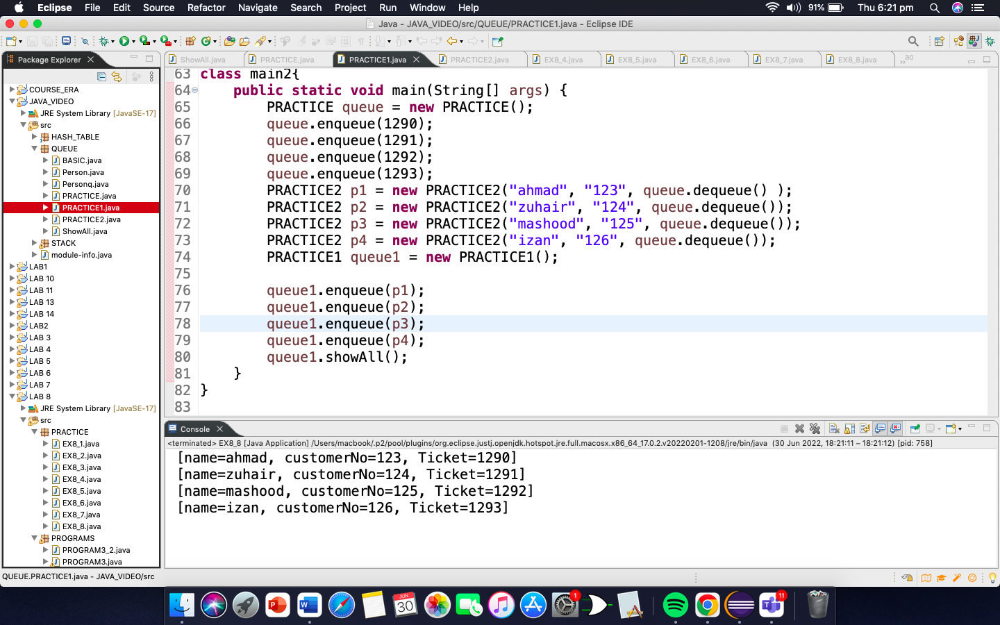 Eclipse File Edit Source Refactor Navigate Search Project Run Window Help 91% Thu 6:21 pm
Java - JAVA_VIDEO/src/QUEUE/PRACTICE1.java - Eclipse IDE
Package Explorer
ShowAll.java PRACTICE.java PRACTICE1.java PRACTICE2.java EX8_4.java EX8_5.java EX8_6.java EX8_7.java EX8_8.java »90
COURSE_ERA
JAVA_VIDEO
JRE System Library [JavaSE-17]
src
HASH_TABLE
QUEUE
BASIC.java
Person.java
Personq.java
PRACTICE.java
PRACTICE1.java
PRACTICE2.java
ShowAll.java
STACK
module-info.java
LAB1
LAB 10
LAB 11
LAB 13
LAB 14
LAB2
LAB 3
LAB 4
LAB 5
LAB 6
LAB 7
LAB 8
JRE System Library [JavaSE-17]
src
PRACTICE
EX8_1.java
EX8_2.java
EX8_3.java
EX8_4.java
EX8_5.java
EX8_6.java
EX8_7.java
EX8_8.java
PROGRAMS
PROGRAM3_2.java
PROGRAM3.java
63 class main2{
64 public static void main(String[] args) {
65 PRACTICE queue = new PRACTICE();
66 queue.enqueue(1290);
67 queue.enqueue(1291);
68 queue.enqueue(1292);
69 queue.enqueue(1293);
70 PRACTICE2 p1 = new PRACTICE2("ahmad", "123", queue.dequeue() );
71 PRACTICE2 p2 = new PRACTICE2("zuhair", "124", queue.dequeue());
72 PRACTICE2 p3 = new PRACTICE2("mashood", "125", queue.dequeue());
73 PRACTICE2 p4 = new PRACTICE2("izan", "126", queue.dequeue());
74 PRACTICE1 queue1 = new PRACTICE1();
75
76 queue1.enqueue(p1);
77 queue1.enqueue(p2);
78 queue1.enqueue(p3);
79 queue1.enqueue(p4);
80 queue1.showAll();
81 }
82 }
83
Console
<terminated> EX8_8 [Java Application] /Users/macbook/.p2/pool/plugins/org.eclipse.justj.openjdk.hotspot.jre.full.macosx.x86_64_17.0.2.v20220201-1208/jre/bin/java (30 Jun 2022, 18:21:11 – 18:21:12) [pid: 758]
[name=ahmad, customerNo=123, Ticket=1290]
[name=zuhair, customerNo=124, Ticket=1291]
[name=mashood, customerNo=125, Ticket=1292]
[name=izan, customerNo=126, Ticket=1293]
QUEUE.PRACTICE1.java - JAVA_VIDEO/src
JUN
30
1
11